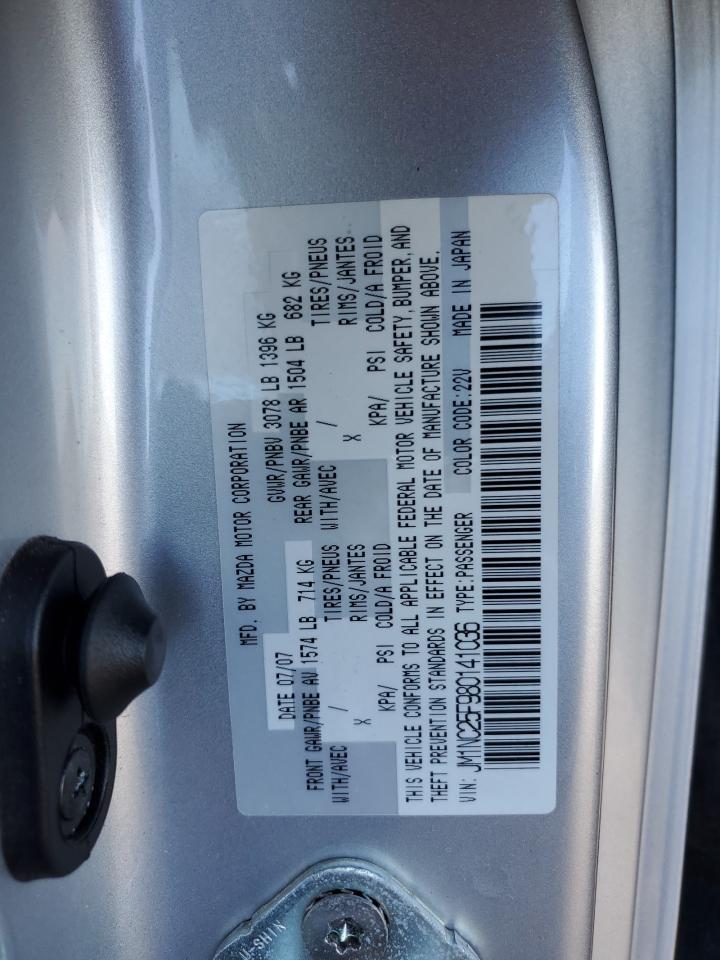 MFD. BY MAZDA MOTOR CORPORATION
DATE 07/07 GVWR/PNBV 3078 LB 1396 KG
FRONT GAWR/PNBE AV 1574 LB 714 KG REAR GAWR/PNBE AR 1504 LB 682 KG
WITH/AVEC / TIRES/PNEUS WITH/AVEC / TIRES/PNEUS
X RIMS/JANTES X RIMS/JANTES
KPA/ PSI COLD/A FROID KPA/ PSI COLD/A FROID
THIS VEHICLE CONFORMS TO ALL APPLICABLE FEDERAL MOTOR VEHICLE SAFETY, BUMPER, AND
THEFT PREVENTION STANDARDS IN EFFECT ON THE DATE OF MANUFACTURE SHOWN ABOVE.
VIN: JM1NC25F980141036 TYPE:PASSENGER COLOR CODE:22V MADE IN JAPAN
U-SHIN